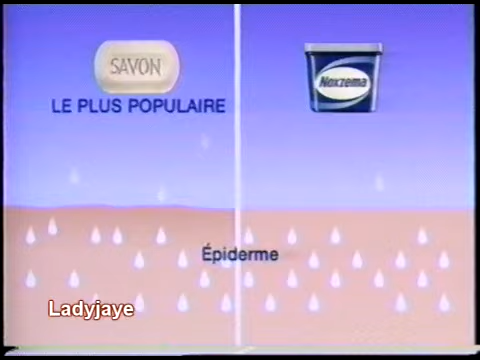 SAVON
Noxzema
LE PLUS POPULAIRE
Épiderme
Ladyjaye